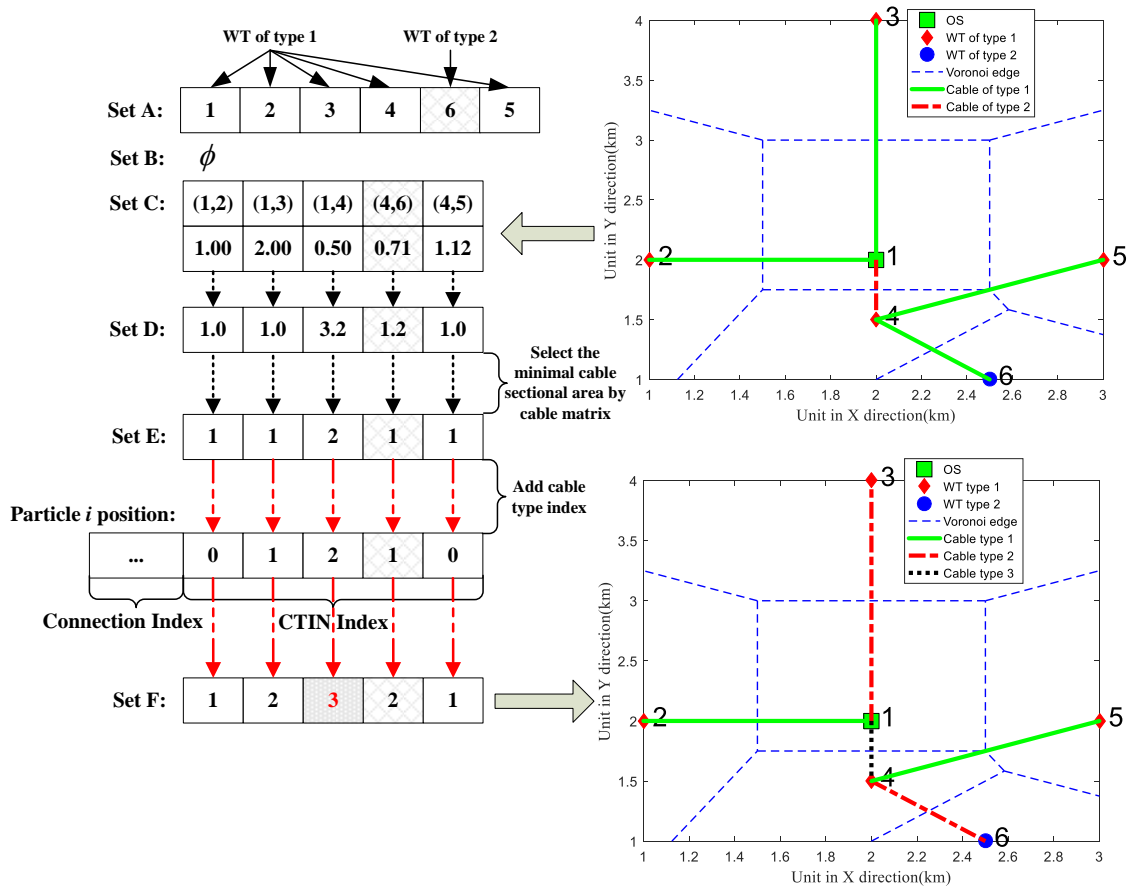 WT of type 1
WT of type 2
Set A:
1 2 3 4 6 5
Set B:
ϕ
Set C:
(1,2) (1,3) (1,4) (4,6) (4,5)
1.00 2.00 0.50 0.71 1.12
Set D:
1.0 1.0 3.2 1.2 1.0
Select the
minimal cable
sectional area by
cable matrix
Set E:
1 1 2 1 1
Add cable
type index
Particle i position:
... 0 1 2 1 0
Connection Index
CTIN Index
Set F:
1 2 3 2 1
OS
WT of type 1
WT of type 2
Voronoi edge
Cable of type 1
Cable of type 2
3
2
1
5
4
6
4
3.5
3
2.5
2
1.5
1
1 1.2 1.4 1.6 1.8 2 2.2 2.4 2.6 2.8 3
Unit in X direction(km)
Unit in Y direction(km)
OS
WT type 1
WT type 2
Voronoi edge
Cable type 1
Cable type 2
Cable type 3
3
2
1
5
4
6
4
3.5
3
2.5
2
1.5
1
1 1.2 1.4 1.6 1.8 2 2.2 2.4 2.6 2.8 3
Unit in X direction(km)
Unit in Y direction(km)